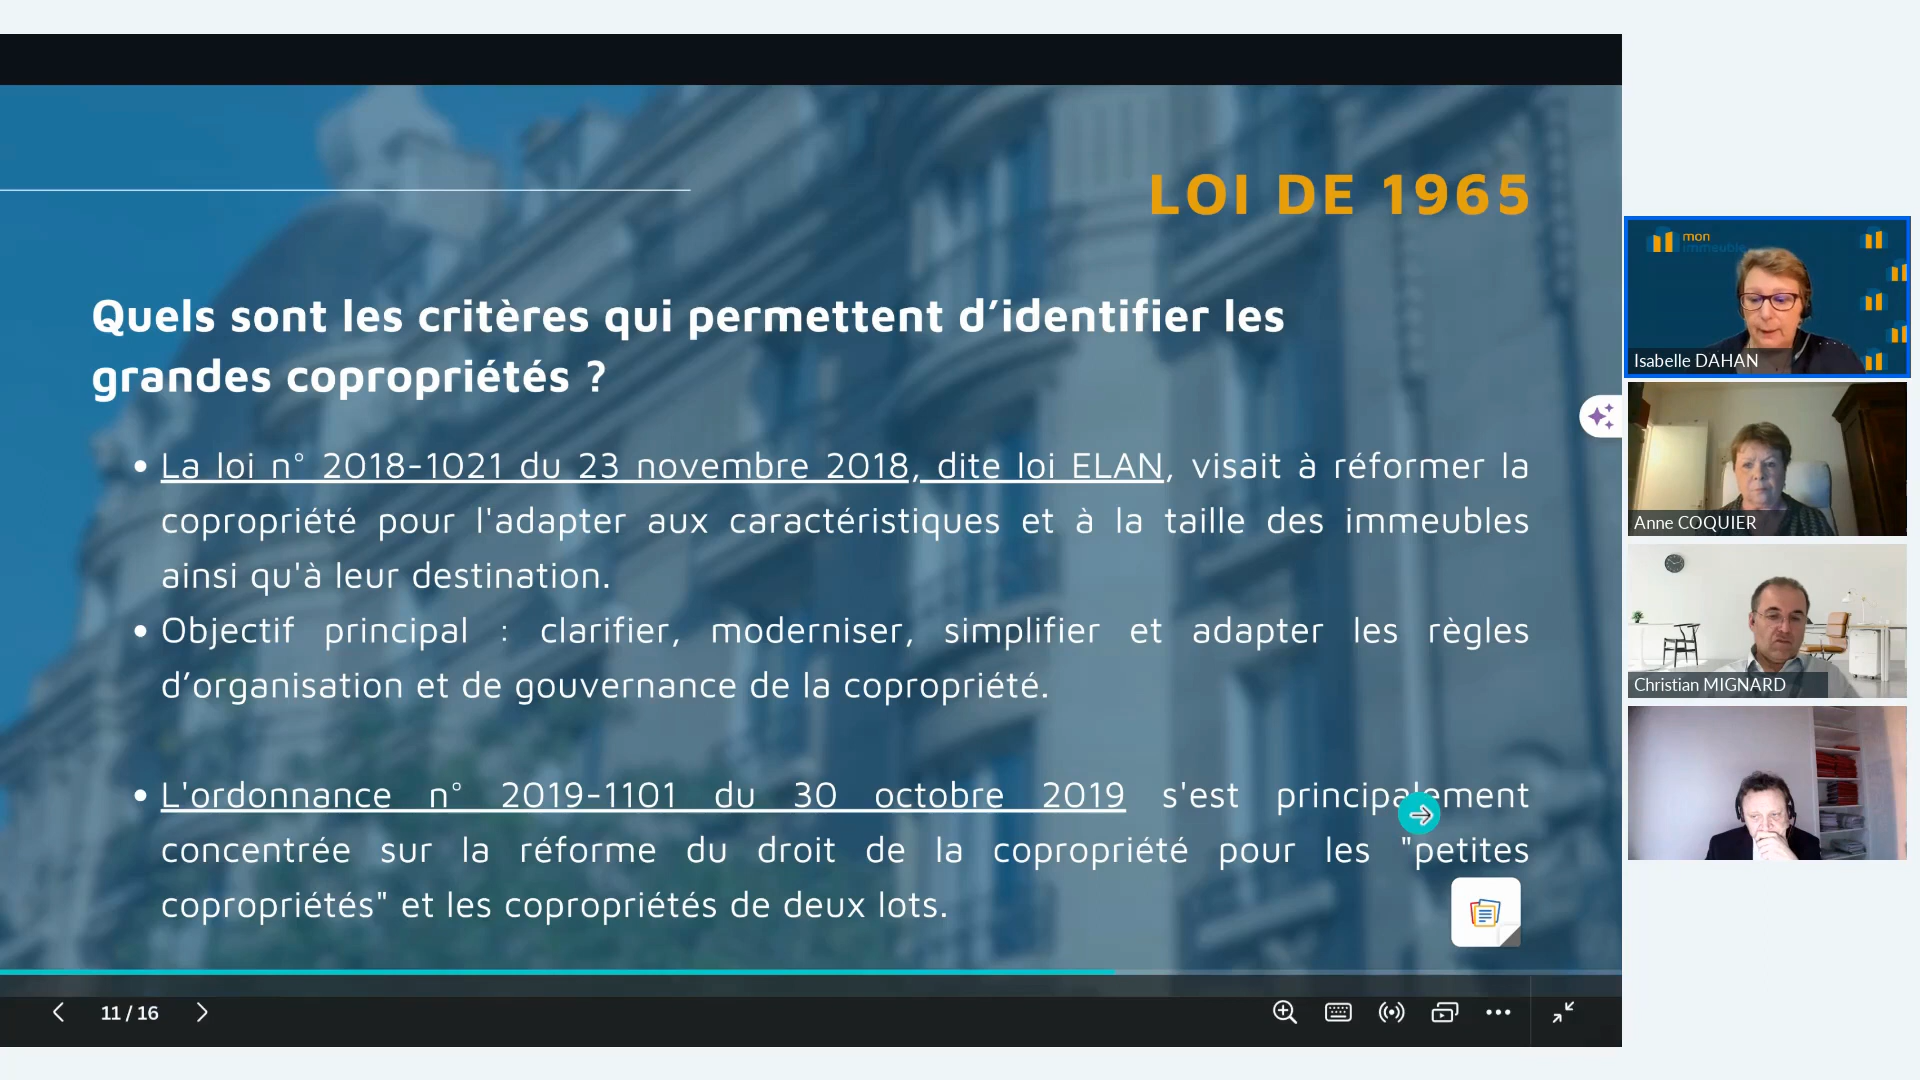 LOI DE 1965
Quels sont les critères qui permettent d’identifier les
grandes copropriétés ?
• La loi n° 2018-1021 du 23 novembre 2018, dite loi ELAN, visait à réformer la
copropriété pour l'adapter aux caractéristiques et à la taille des immeubles
ainsi qu'à leur destination.
• Objectif principal : clarifier, moderniser, simplifier et adapter les règles
d’organisation et de gouvernance de la copropriété.
• L'ordonnance n° 2019-1101 du 30 octobre 2019 s'est principalement
concentrée sur la réforme du droit de la copropriété pour les "petites
copropriétés" et les copropriétés de deux lots.
11 / 16
mon
immeuble
Isabelle DAHAN
Anne COQUIER
Christian MIGNARD